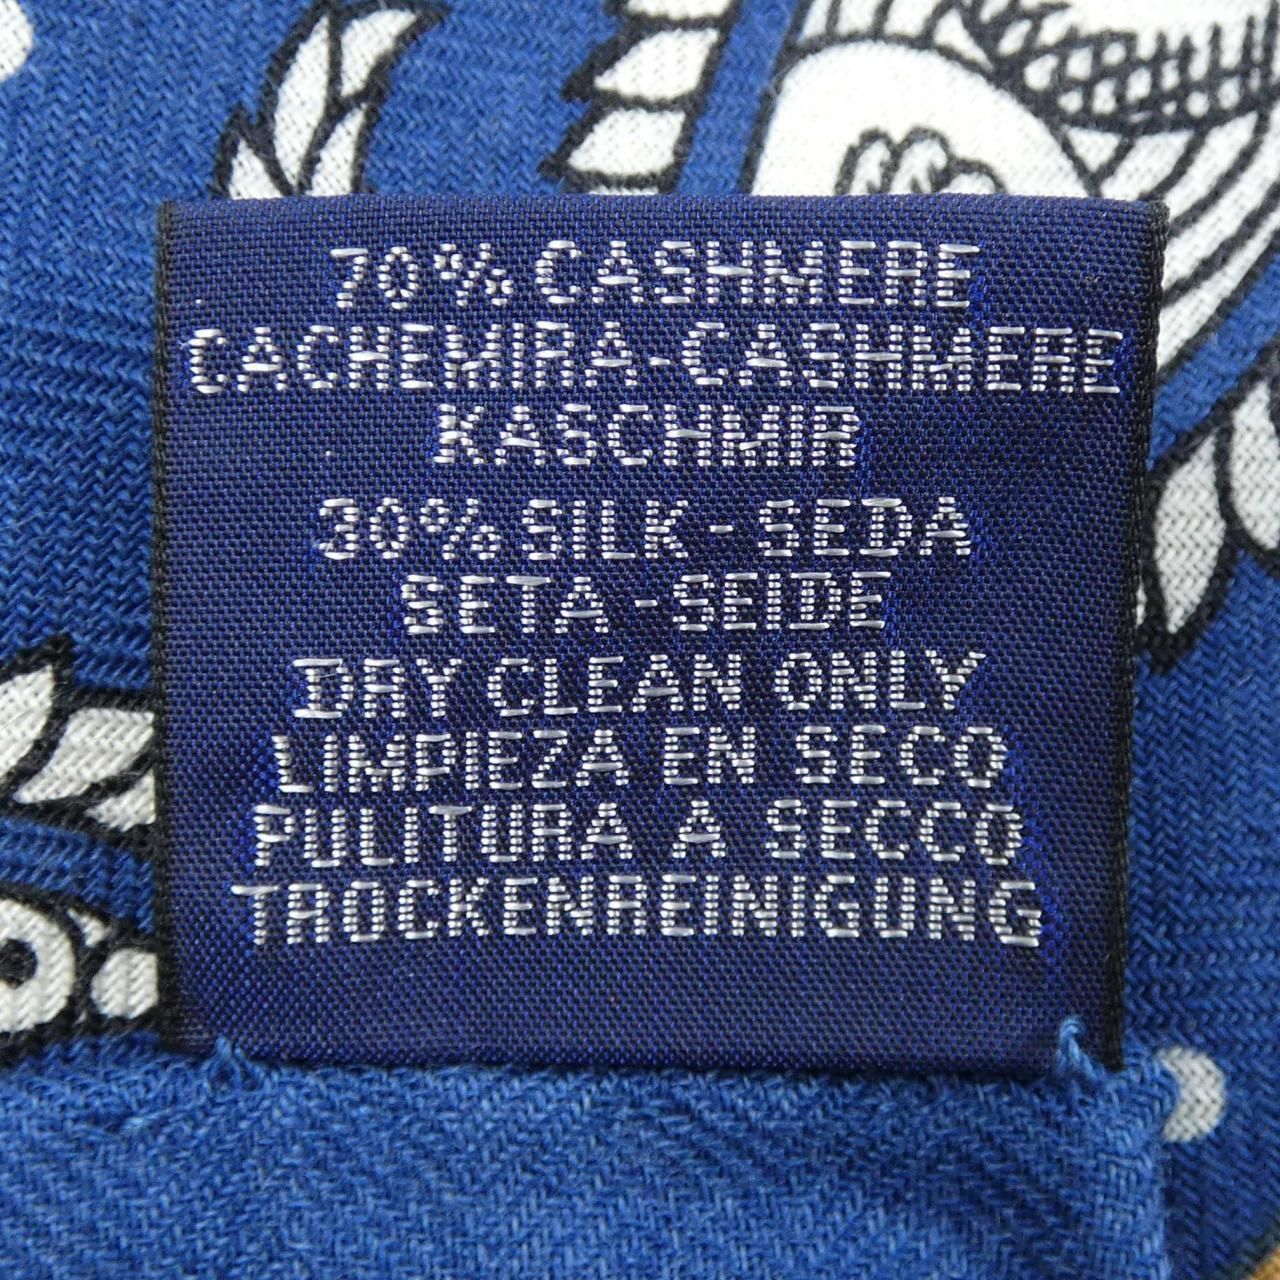 70% CASHMERE
CACHEMIRA-CASHMERE
KASCHMIR
30% SILK - SEDA
SETA - SEIDE
DRY CLEAN ONLY
LIMPIEZA EN SECO
PULITURA A SECCO
TROCKENREINIGUNG